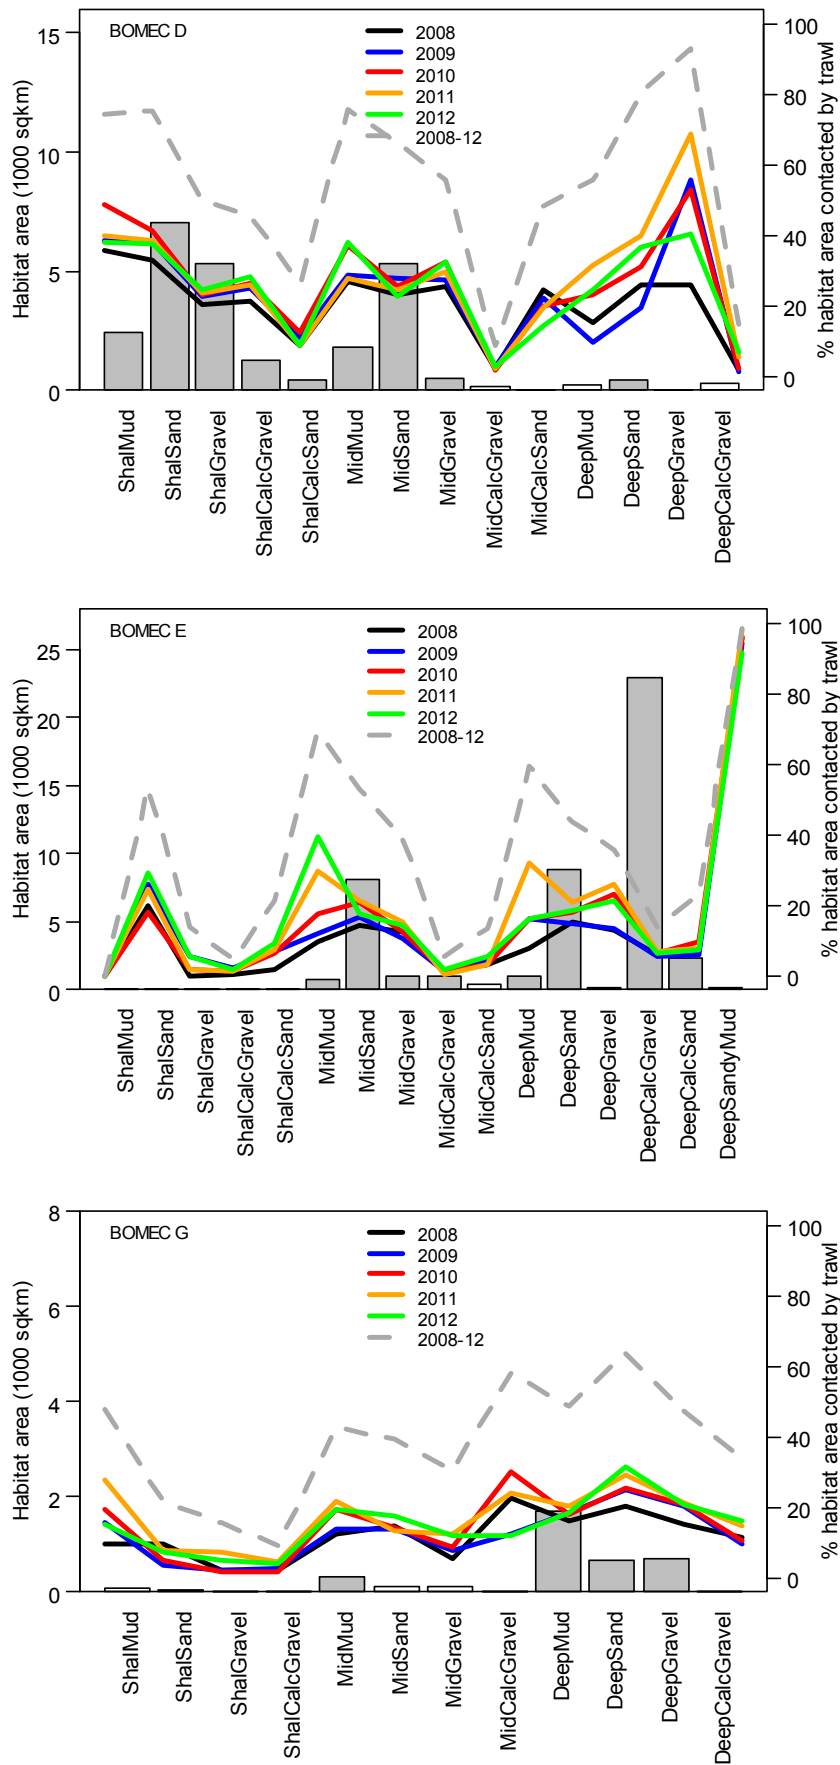 BOMEC D
2008
2009
2010
2011
2012
2008-12
Habitat area (1000 sqkm)
15
10
5
0
% habitat area contacted by trawl
100
80
60
40
20
0
ShalMud
ShalSand
ShalGravel
ShalCalcGravel
ShalCalcSand
MidMud
MidSand
MidGravel
MidCalcGravel
MidCalcSand
DeepMud
DeepSand
DeepGravel
DeepCalcGravel
BOMEC E
2008
2009
2010
2011
2012
2008-12
Habitat area (1000 sqkm)
25
20
15
10
5
0
% habitat area contacted by trawl
100
80
60
40
20
0
ShalMud
ShalSand
ShalGravel
ShalCalcGravel
ShalCalcSand
MidMud
MidSand
MidGravel
MidCalcGravel
MidCalcSand
DeepMud
DeepSand
DeepGravel
DeepCalcGravel
DeepCalcSand
DeepSandyMud
BOMEC G
2008
2009
2010
2011
2012
2008-12
Habitat area (1000 sqkm)
8
6
4
2
0
% habitat area contacted by trawl
100
80
60
40
20
0
ShalMud
ShalSand
ShalGravel
ShalCalcGravel
MidMud
MidSand
MidGravel
MidCalcGravel
DeepMud
DeepSand
DeepGravel
DeepCalcGravel